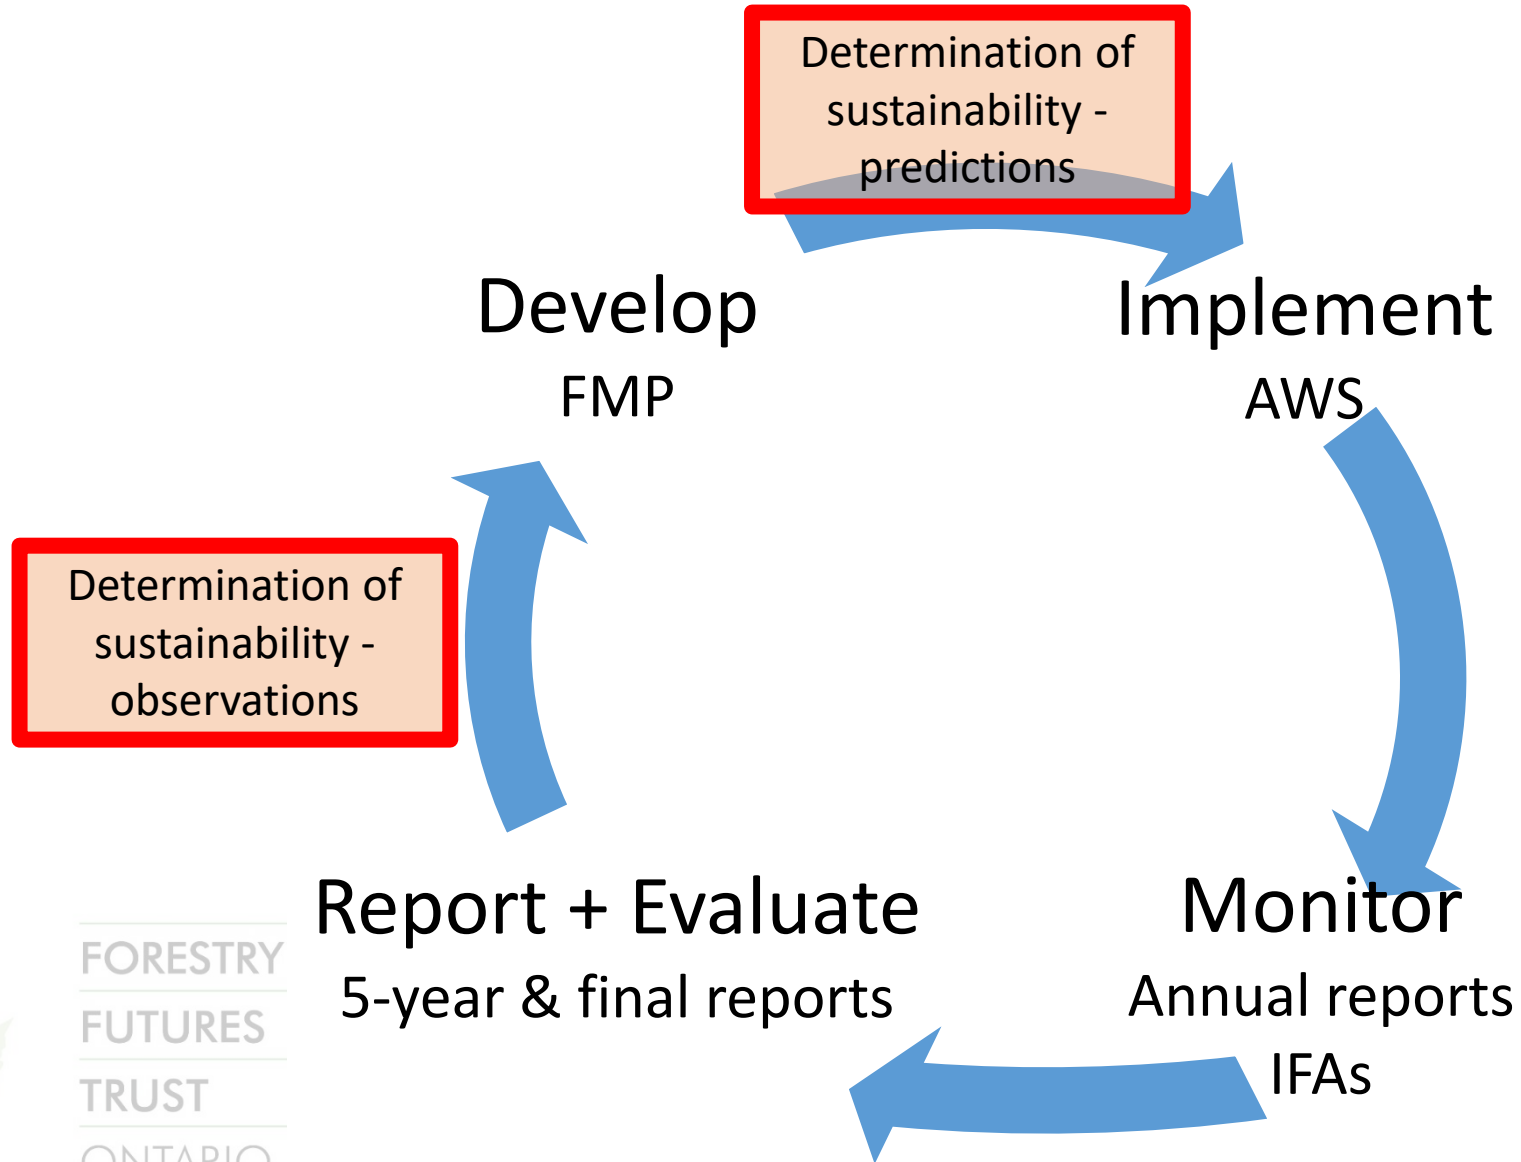 Determination of
sustainability -
predictions
Develop
FMP
Implement
AWS
Determination of
sustainability -
observations
Report + Evaluate
5-year & final reports
Monitor
Annual reports
IFAs
FORESTRY
FUTURES
TRUST
ONTARIO